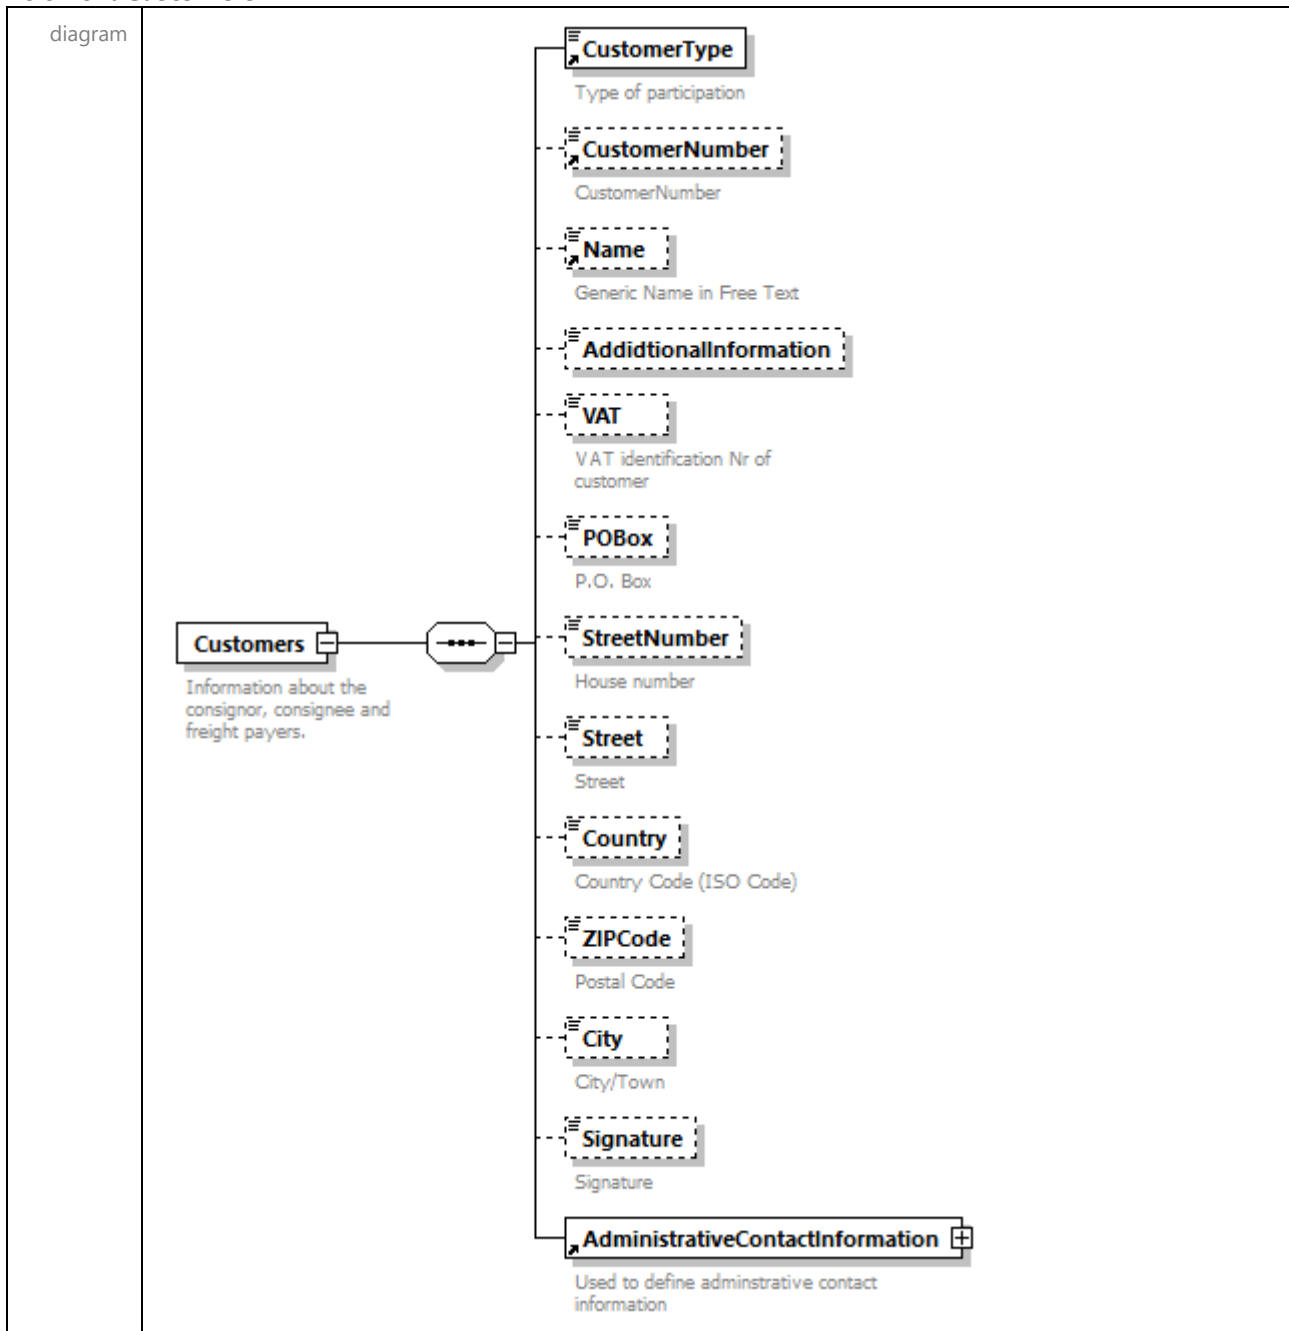 diagram
CustomerType
Type of participation
CustomerNumber
CustomerNumber
Name
Generic Name in Free Text
AddidtionalInformation
VAT
VAT identification Nr of
customer
POBox
P.O. Box
Customers
Information about the
consignor, consignee and
freight payers.
StreetNumber
House number
Street
Street
Country
Country Code (ISO Code)
ZIPCode
Postal Code
City
City/Town
Signature
Signature
AdministrativeContactInformation
Used to define adminstrative contact
information